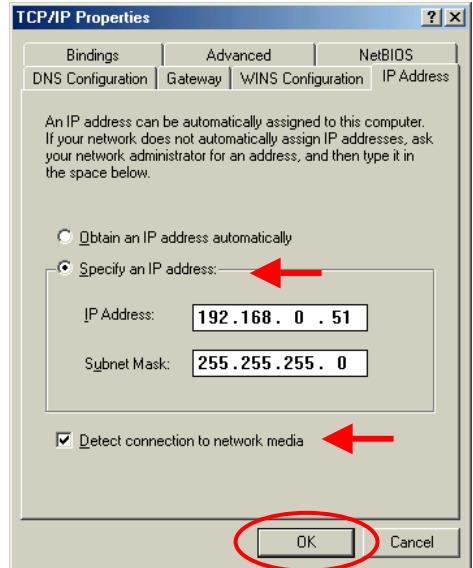 TCP/IP Properties
? ×
Bindings Advanced NetBIOS
DNS Configuration Gateway WINS Configuration IP Address
An IP address can be automatically assigned to this computer.
If your network does not automatically assign IP addresses, ask
your network administrator for an address, and then type it in
the space below.
Obtain an IP address automatically
Specify an IP address:
IP Address: 192.168. 0 .51
Subnet Mask: 255.255.255. 0
Detect connection to network media
OK Cancel